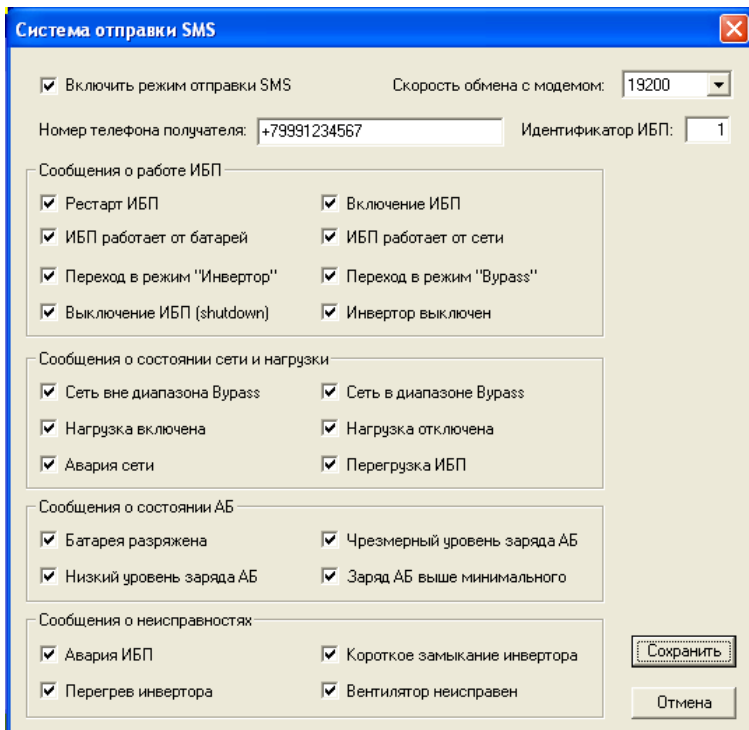 Система отправки SMS
Включить режим отправки SMS Скорость обмена с модемом: 19200
Номер телефона получателя: +79991234567 Идентификатор ИБП: 1
Сообщения о работе ИБП
Рестарт ИБП Включение ИБП
ИБП работает от батарей ИБП работает от сети
Переход в режим "Инвертор" Переход в режим "Bypass"
Выключение ИБП (shutdown) Инвертор выключен
Сообщения о состоянии сети и нагрузки
Сеть вне диапазона Bypass Сеть в диапазоне Bypass
Нагрузка включена Нагрузка отключена
Авария сети Перегрузка ИБП
Сообщения о состоянии АБ
Батарея разряжена Чрезмерный уровень заряда АБ
Низкий уровень заряда АБ Заряд АБ выше минимального
Сообщения о неисправностях
Авария ИБП Короткое замыкание инвертора
Перегрев инвертора Вентилятор неисправен
Сохранить
Отмена